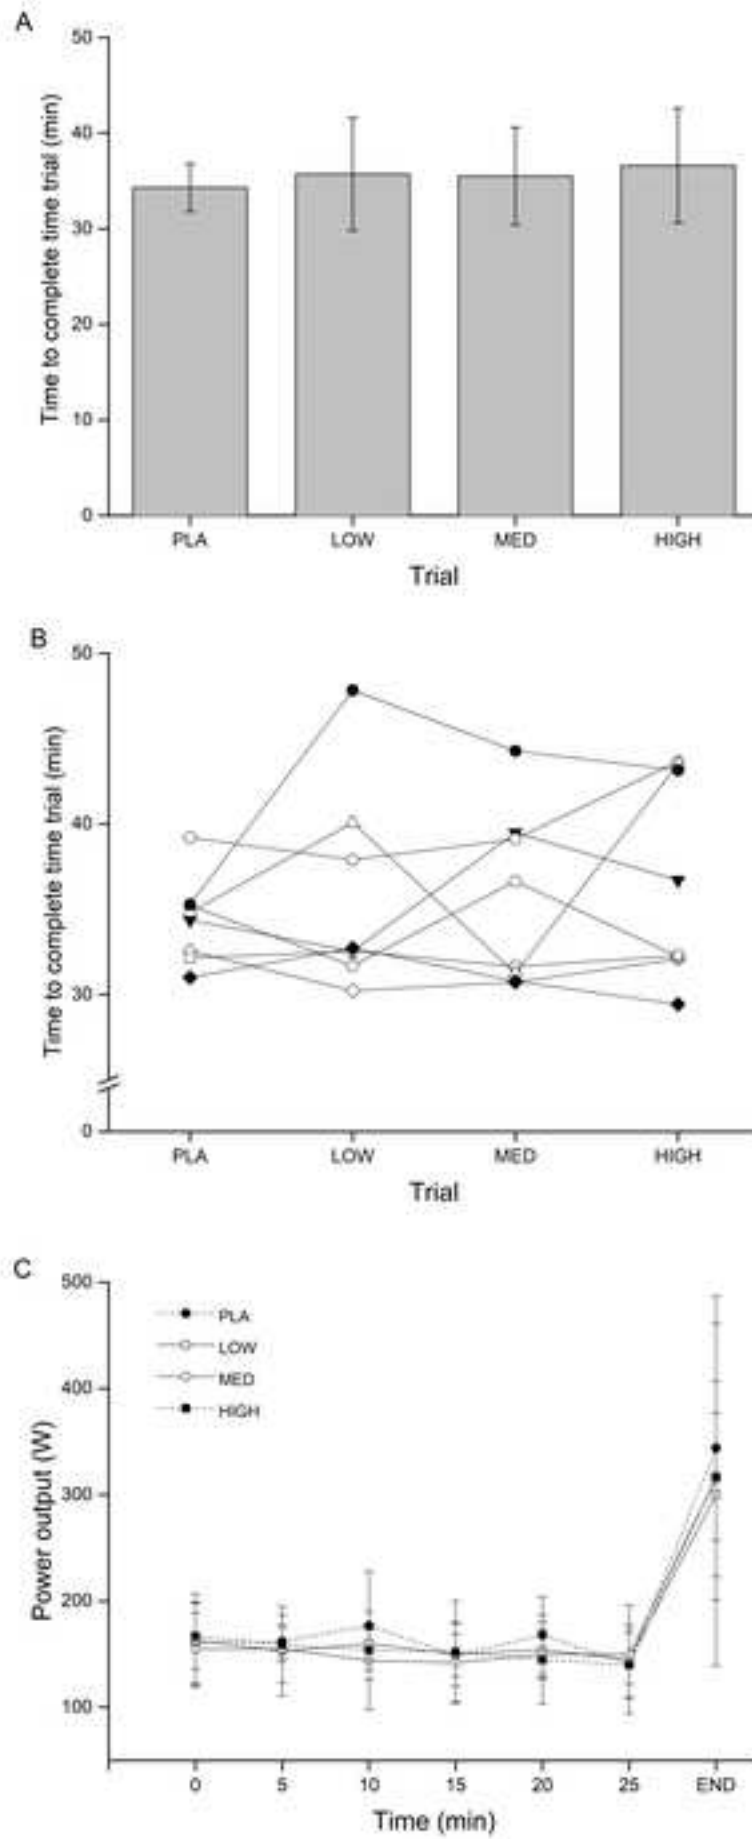 A
Time to complete time trial (min)
50
40
30
20
10
0
PLA LOW MED HIGH
Trial
B
Time to complete time trial (min)
50
40
30
0
PLA LOW MED HIGH
Trial
C
Power output (W)
500
400
300
200
100
PLA
LOW
MED
HIGH
0 5 10 15 20 25 END
Time (min)